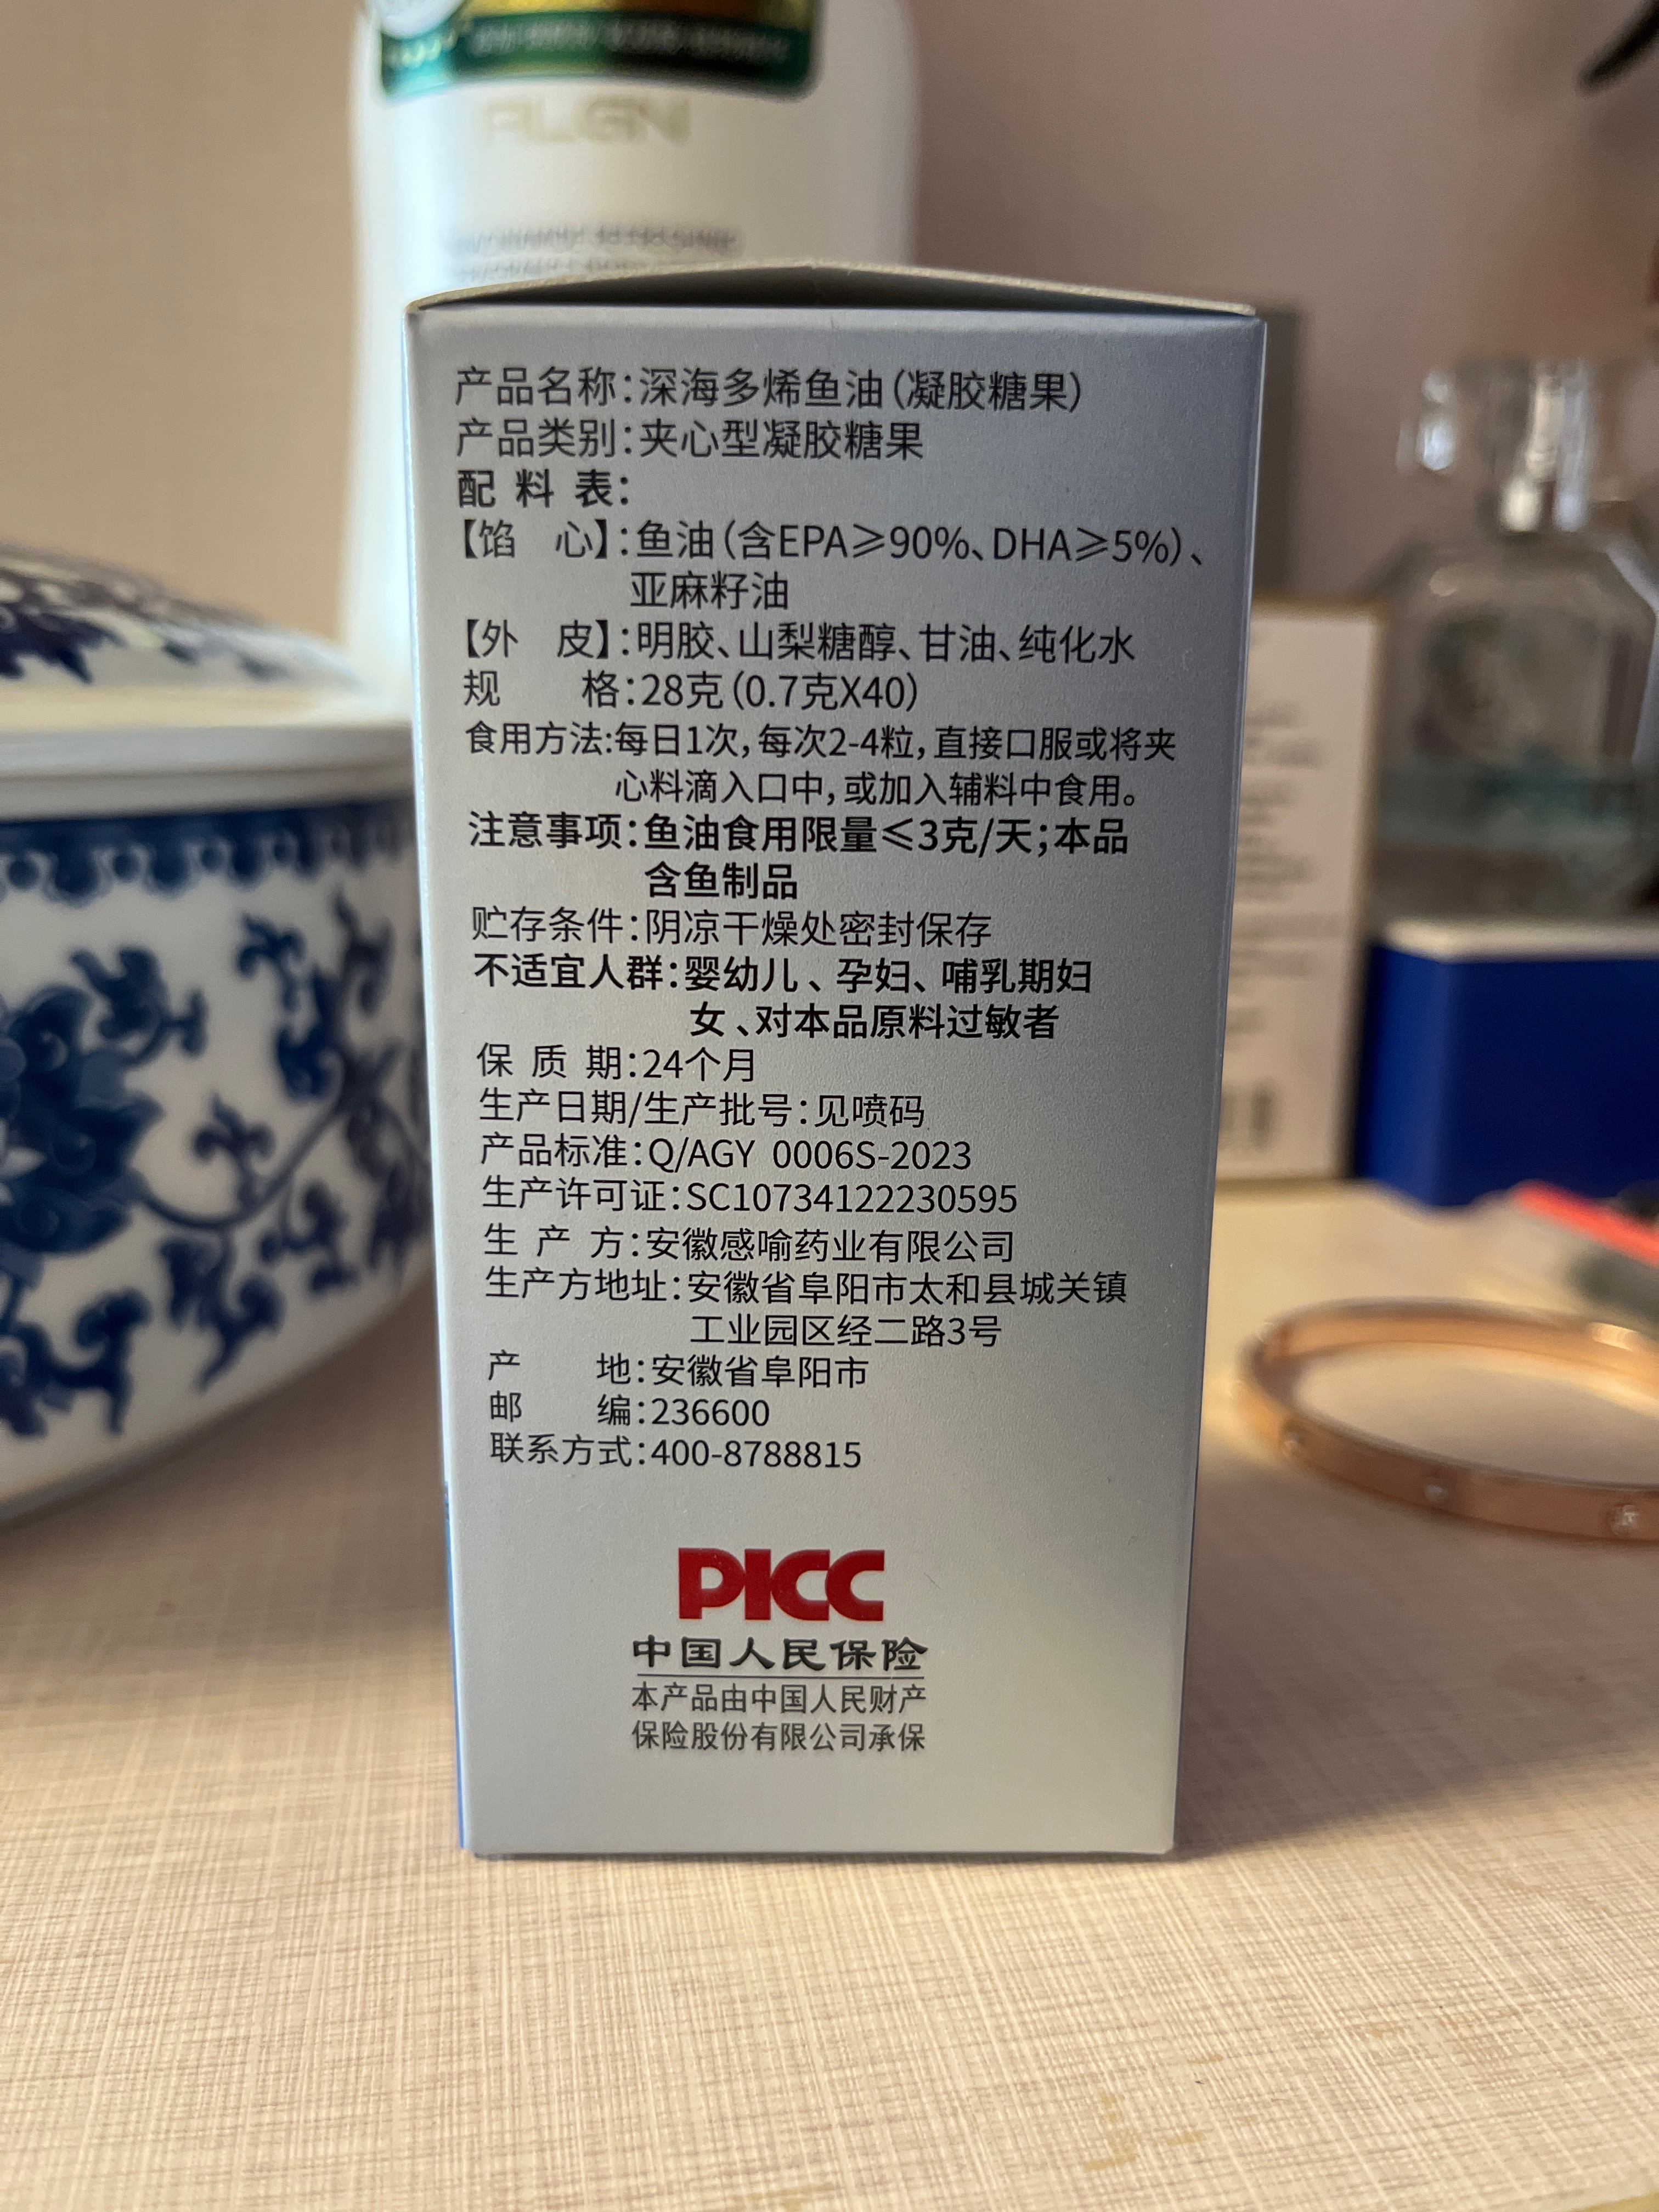 ALIGNI
产品名称：深海多烯鱼油（凝胶糖果）
产品类别：夹心型凝胶糖果
配 料 表：
【馅 心】：鱼油（含EPA≥90%、DHA≥5%）、
亚麻籽油
【外 皮】：明胶、山梨糖醇、甘油、纯化水
规 格：28克（0.7克X40）
食用方法：每日1次，每次2-4粒，直接口服或将夹
心料滴入口中，或加入辅料中食用。
注意事项：鱼油食用限量≤3克/天；本品
含鱼制品
贮存条件：阴凉干燥处密封保存
不适宜人群：婴幼儿、孕妇、哺乳期妇
女、对本品原料过敏者
保 质 期：24个月
生产日期/生产批号：见喷码
产品标准：Q/AGY 0006S-2023
生产许可证：SC10734122230595
生 产 方：安徽感喻药业有限公司
生产方地址：安徽省阜阳市太和县城关镇
工业园区经二路3号
产 地：安徽省阜阳市
邮 编：236600
联系方式：400-8788815
PICC
中国人民保险
本产品由中国人民财产
保险股份有限公司承保